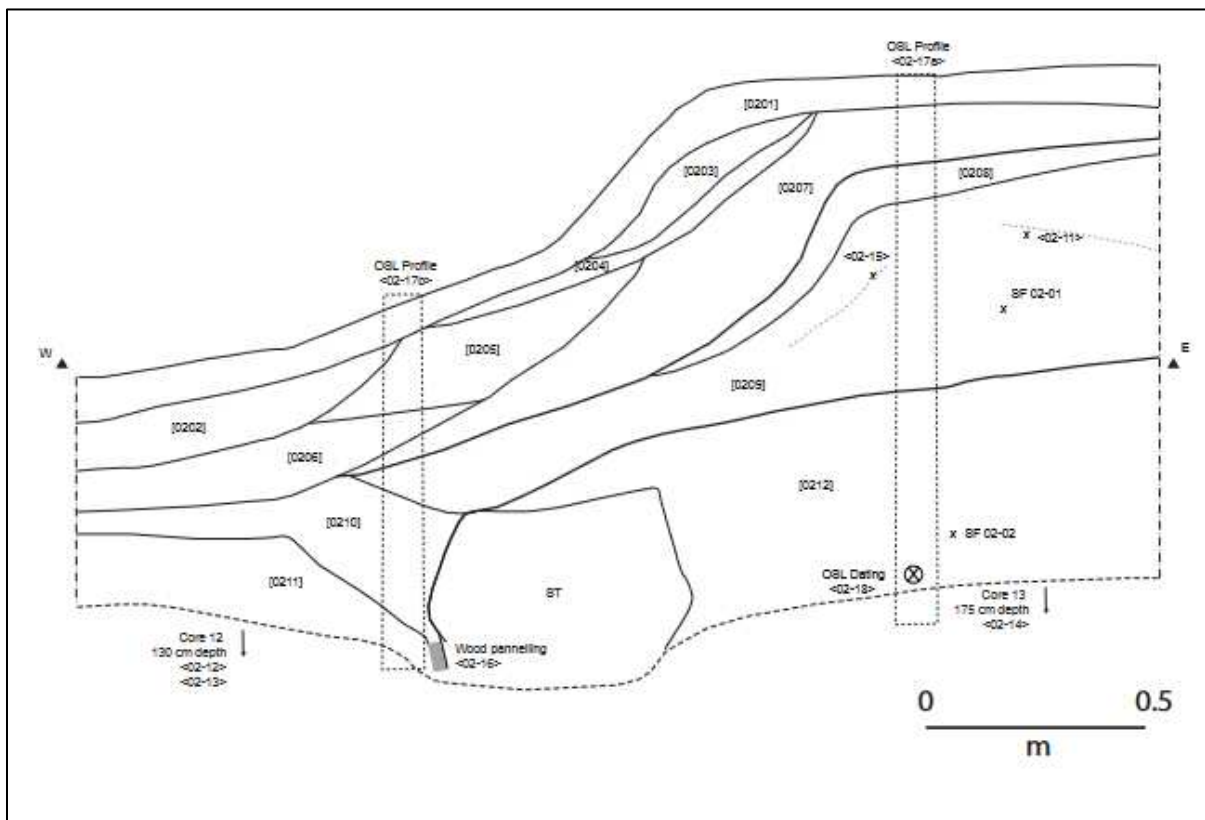 OSL Profile
<02-17a>
[0201]
[0203]
[0207]
[0208]
<02-11>
<02-15>
[0204]
OSL Profile
<02-17b>
SF 02-01
W
E
[0205]
[0209]
[0202]
[0206]
[0212]
[0210]
SF 02-02
[0211]
ST
OSL Dating
<02-18>
Core 13
175 cm depth
<02-14>
Core 12
130 cm depth
<02-12>
<02-13>
Wood pannelling
<02-16>
0 0.5
m